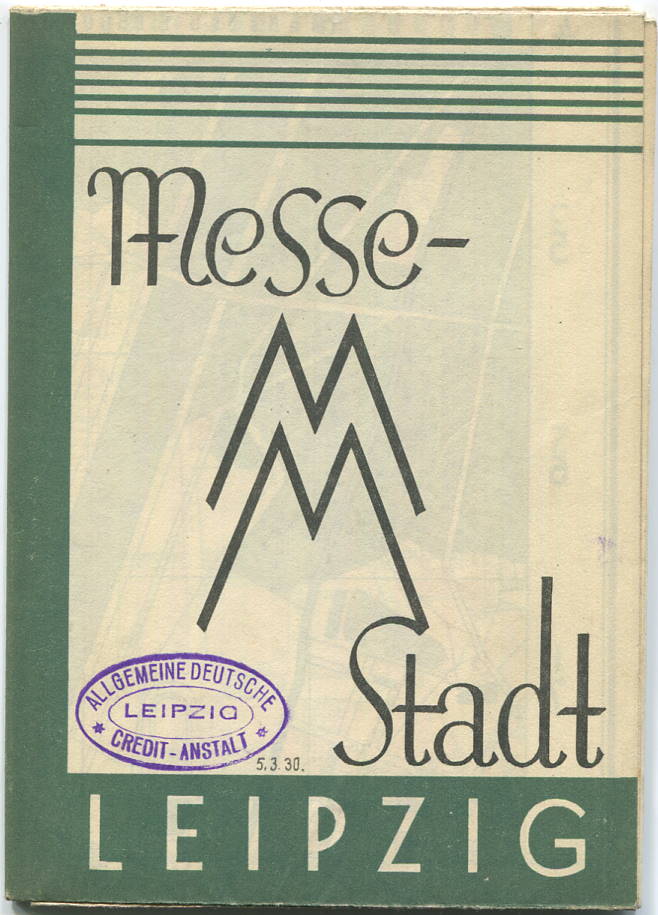 Messe-
MM
Stadt
ALLGEMEINE DEUTSCHE
LEIPZIG
CREDIT-ANSTALT
5.3.30.
LEIPZIG